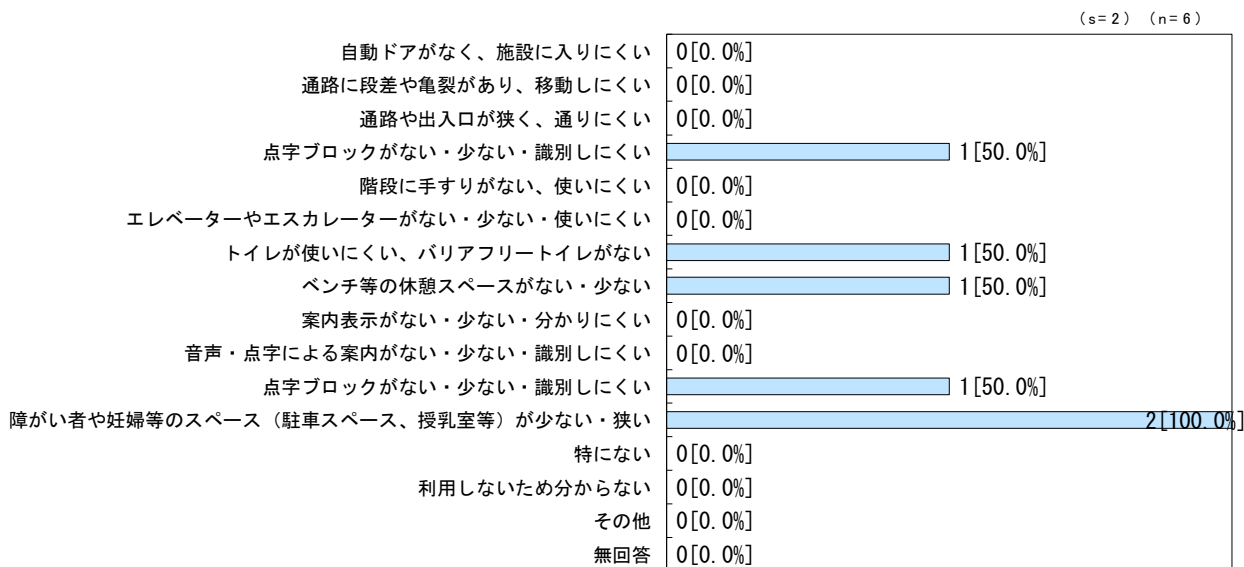 （s=2）（n=6）
自動ドアがなく、施設に入りにくい 0[0.0%]
通路に段差や亀裂があり、移動しにくい 0[0.0%]
通路や出入口が狭く、通りにくい 0[0.0%]
点字ブロックがない・少ない・識別しにくい 1[50.0%]
階段に手すりがない、使いにくい 0[0.0%]
エレベーターやエスカレーターがない・少ない・使いにくい 0[0.0%]
トイレが使いにくい、バリアフリートイレがない 1[50.0%]
ベンチ等の休憩スペースがない・少ない 1[50.0%]
案内表示がない・少ない・分かりにくい 0[0.0%]
音声・点字による案内がない・少ない・識別しにくい 0[0.0%]
点字ブロックがない・少ない・識別しにくい 1[50.0%]
障がい者や妊婦等のスペース（駐車スペース、授乳室等）が少ない・狭い 2[100.0%]
特にない 0[0.0%]
利用しないため分からない 0[0.0%]
その他 0[0.0%]
無回答 0[0.0%]